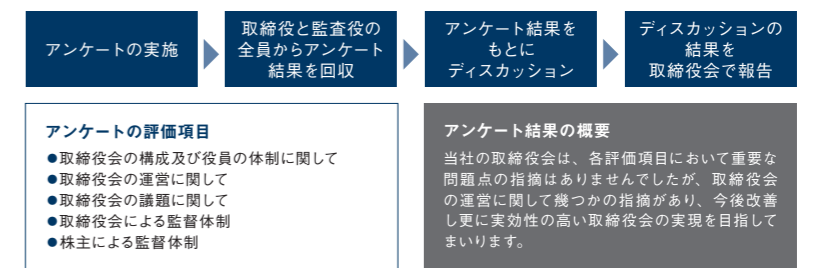 アンケートの実施
取締役と監査役の
全員からアンケート
結果を回収
アンケート結果を
もとに
ディスカッション
ディスカッションの
結果を
取締役会で報告
アンケートの評価項目
●取締役会の構成及び役員の体制に関して
●取締役会の運営に関して
●取締役会の議題に関して
●取締役会による監督体制
●株主による監督体制
アンケート結果の概要
当社の取締役会は、各評価項目において重要な
問題点の指摘はありませんでしたが、取締役会
の運営に関して幾つかの指摘があり、今後改善
し更に実効性の高い取締役会の実現を目指して
まいります。